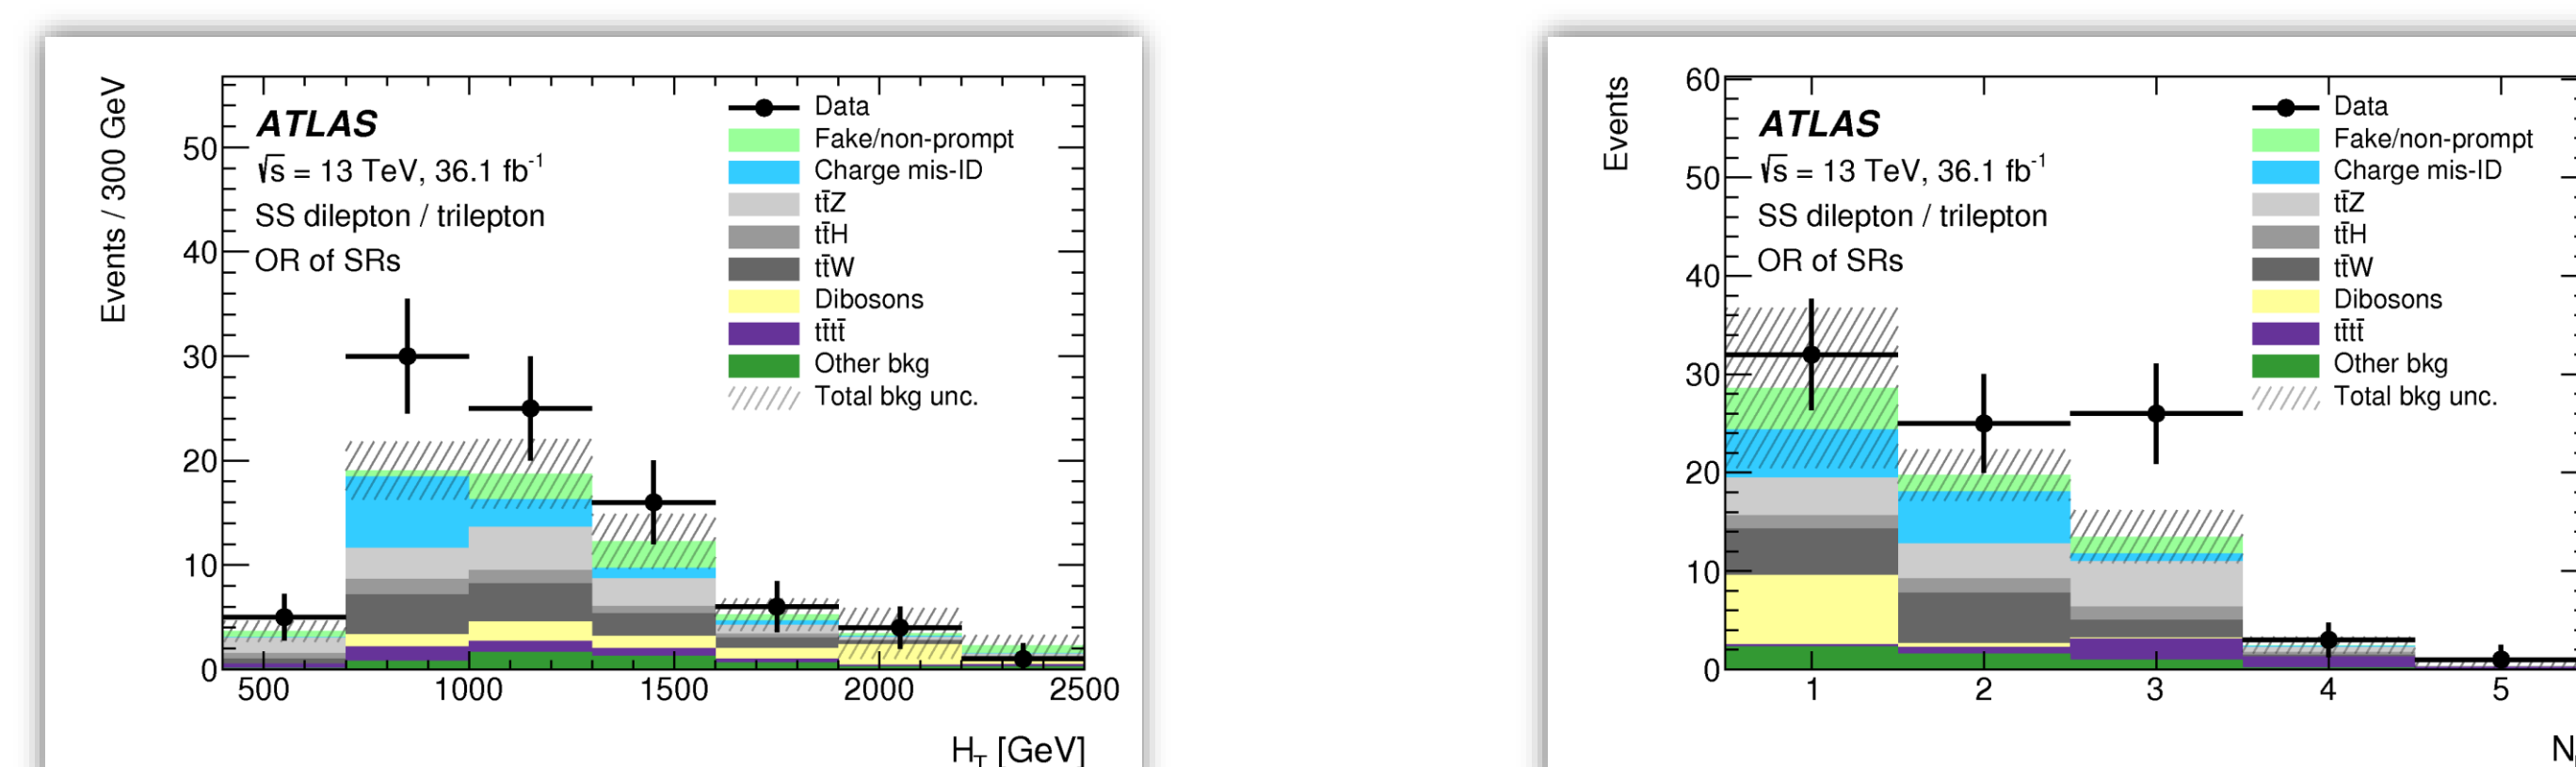 Events / 300 GeV
ATLAS
√s = 13 TeV, 36.1 fb⁻¹
SS dilepton / trilepton
OR of SRs
Data
Fake/non-prompt
Charge mis-ID
tt̄Z
tt̄H
tt̄W
Dibosons
tt̄tt̄
Other bkg
Total bkg unc.
50
40
30
20
10
0
500 1000 1500 2000 2500
H_T [GeV]
Events
ATLAS
√s = 13 TeV, 36.1 fb⁻¹
SS dilepton / trilepton
OR of SRs
Data
Fake/non-prompt
Charge mis-ID
tt̄Z
tt̄H
tt̄W
Dibosons
tt̄tt̄
Other bkg
Total bkg unc.
60
50
40
30
20
10
0
1 2 3 4 5
N